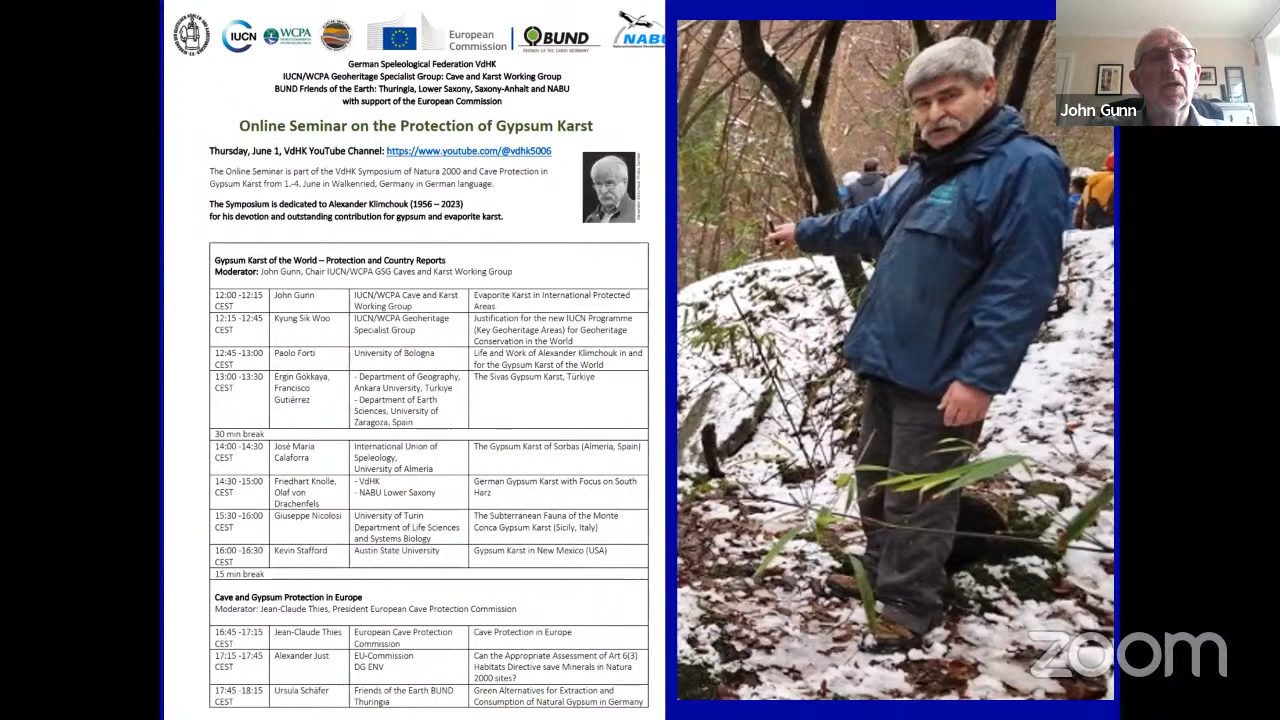 IUCN
WCPA
European
Commission
BUND
FRIENDS OF THE EARTH GERMANY
NABU
German Speleological Federation VdHK
IUCN/WCPA Geoheritage Specialist Group: Cave and Karst Working Group
BUND Friends of the Earth: Thuringia, Lower Saxony, Saxony-Anhalt and NABU
with support of the European Commission
Online Seminar on the Protection of Gypsum Karst
Thursday, June 1, VdHK YouTube Channel: https://www.youtube.com/@vdhk5006
The Online Seminar is part of the VdHK Symposium of Natura 2000 and Cave Protection in
Gypsum Karst from 1.-4. June in Walkenried, Germany in German language.
The Symposium is dedicated to Alexander Klimchouk (1956 – 2023)
for his devotion and outstanding contribution for gypsum and evaporite karst.
Gypsum Karst of the World – Protection and Country Reports
Moderator: John Gunn, Chair IUCN/WCPA GSG Caves and Karst Working Group
12:00 -12:15 John Gunn IUCN/WCPA Cave and Karst Evaporite Karst in International Protected
CEST Working Group Areas
12:15 -12:45 Kyung Sik Woo IUCN/WCPA Geoheritage Justification for the new IUCN Programme
CEST Specialist Group (Key Geoheritage Areas) for Geoheritage
Conservation in the World
12:45 -13:00 Paolo Forti University of Bologna Life and Work of Alexander Klimchouk in and
CEST for the Gypsum Karst of the World
13:00 -13:30 Ergin Gökkaya, - Department of Geography, The Sivas Gypsum Karst, Türkiye
CEST Francisco Ankara University, Türkiye
Gutiérrez - Department of Earth
Sciences, University of
Zaragoza, Spain
30 min break
14:00 -14:30 José Maria International Union of The Gypsum Karst of Sorbas (Almeria, Spain)
CEST Calaforra Speleology,
University of Almeria
14:30 -15:00 Friedhart Knolle, - VdHK German Gypsum Karst with Focus on South
CEST Olaf von - NABU Lower Saxony Harz
Drachenfels
15:30 -16:00 Giuseppe Nicolosi University of Turin The Subterranean Fauna of the Monte
CEST Department of Life Sciences Conca Gypsum Karst (Sicily, Italy)
and Systems Biology
16:00 -16:30 Kevin Stafford Austin State University Gypsum Karst in New Mexico (USA)
CEST
15 min break
Cave and Gypsum Protection in Europe
Moderator: Jean-Claude Thies, President European Cave Protection Commission
16:45 -17:15 Jean-Claude Thies European Cave Protection Cave Protection in Europe
CEST Commission
17:15 -17:45 Alexander Just EU-Commission Can the Appropriate Assessment of Art 6(3)
CEST DG ENV Habitats Directive save Minerals in Natura
2000 sites?
17:45 -18:15 Ursula Schäfer Friends of the Earth BUND Green Alternatives for Extraction and
CEST Thuringia Consumption of Natural Gypsum in Germany
John Gunn
zoom